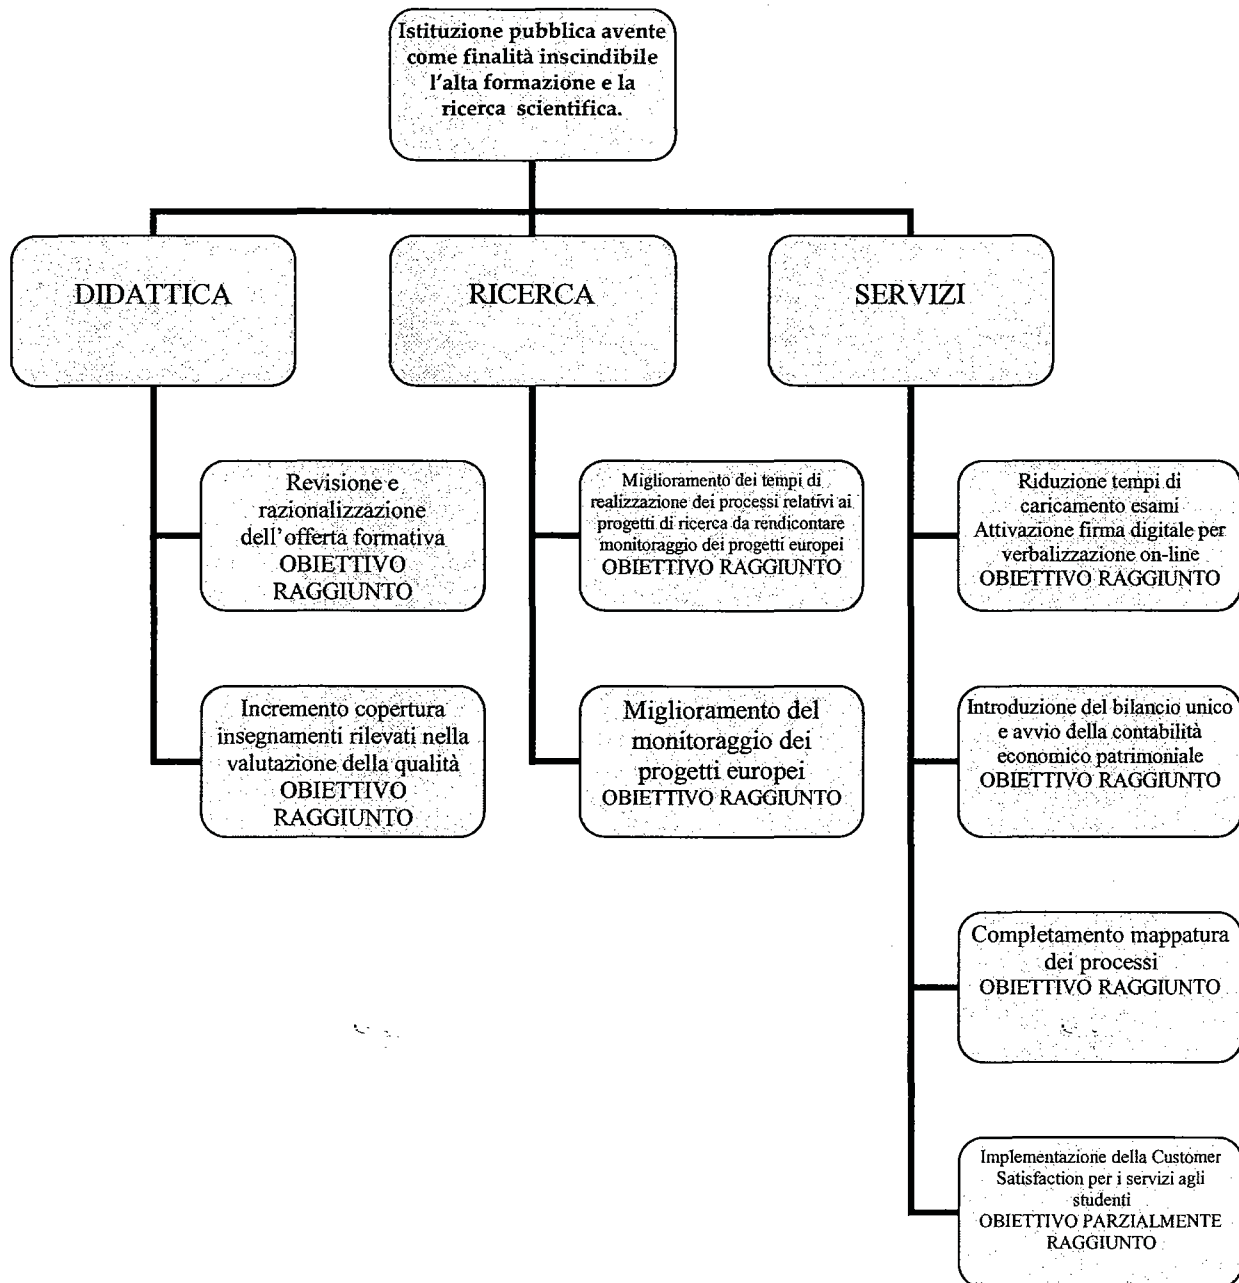 Istituzione pubblica avente
come finalità inscindibile
l'alta formazione e la
ricerca scientifica.
DIDATTICA
RICERCA
SERVIZI
Revisione e
razionalizzazione
dell'offerta formativa
OBIETTIVO
RAGGIUNTO
Incremento copertura
insegnamenti rilevati nella
valutazione della qualità
OBIETTIVO
RAGGIUNTO
Miglioramento dei tempi di
realizzazione dei processi relativi ai
progetti di ricerca da rendicontare
monitoraggio dei progetti europei
OBIETTIVO RAGGIUNTO
Miglioramento del
monitoraggio dei
progetti europei
OBIETTIVO RAGGIUNTO
Riduzione tempi di
caricamento esami
Attivazione firma digitale per
verbalizzazione on-line
OBIETTIVO RAGGIUNTO
Introduzione del bilancio unico
e avvio della contabilità
economico patrimoniale
OBIETTIVO RAGGIUNTO
Completamento mappatura
dei processi
OBIETTIVO RAGGIUNTO
Implementazione della Customer
Satisfaction per i servizi agli
studenti
OBIETTIVO PARZIALMENTE
RAGGIUNTO